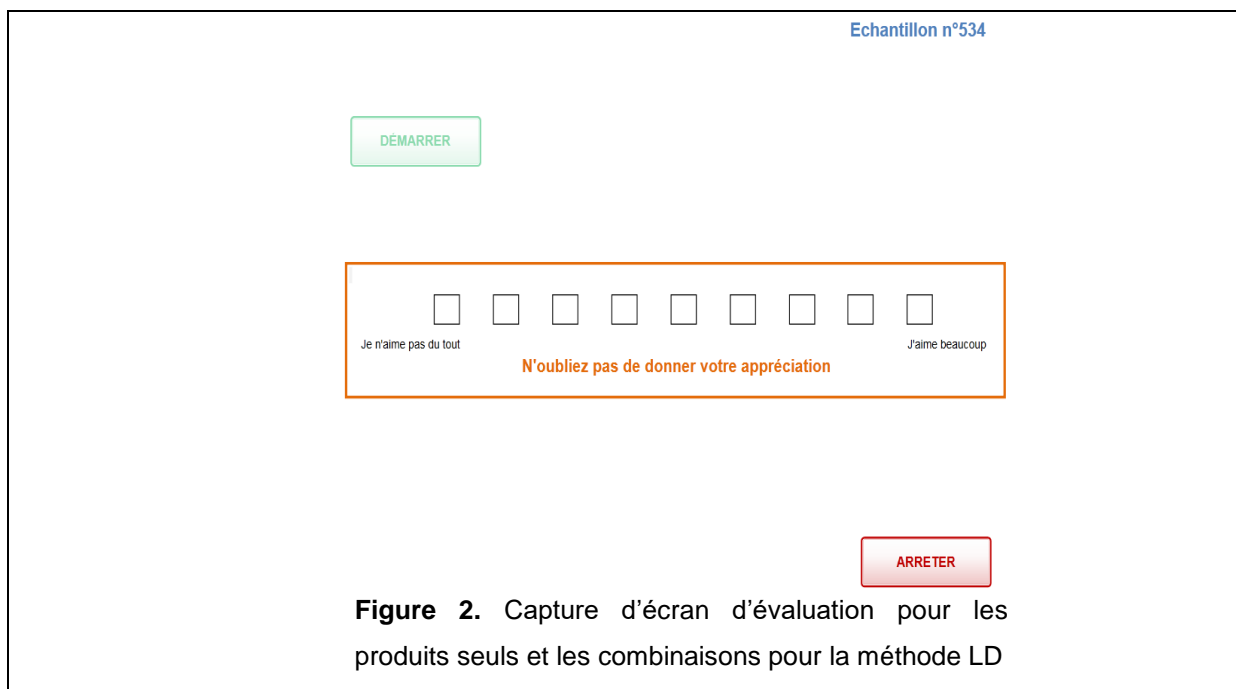 Echantillon n°534
DÉMARRER
Je n'aime pas du tout
J'aime beaucoup
N'oubliez pas de donner votre appréciation
ARRETER
Figure 2. Capture d’écran d’évaluation pour les
produits seuls et les combinaisons pour la méthode LD